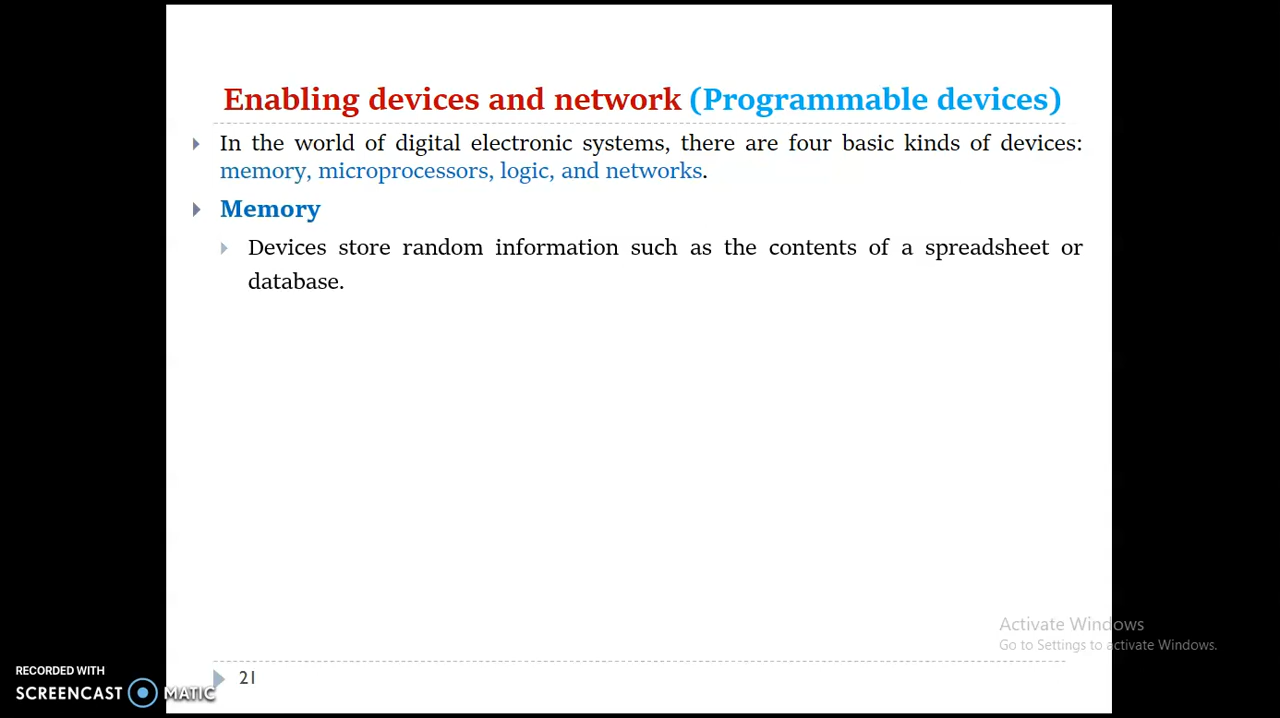 Enabling devices and network (Programmable devices)
In the world of digital electronic systems, there are four basic kinds of devices:
memory, microprocessors, logic, and networks.
Memory
Devices store random information such as the contents of a spreadsheet or
database.
Activate Windows
Go to Settings to activate Windows.
21
RECORDED WITH
SCREENCAST MATIC